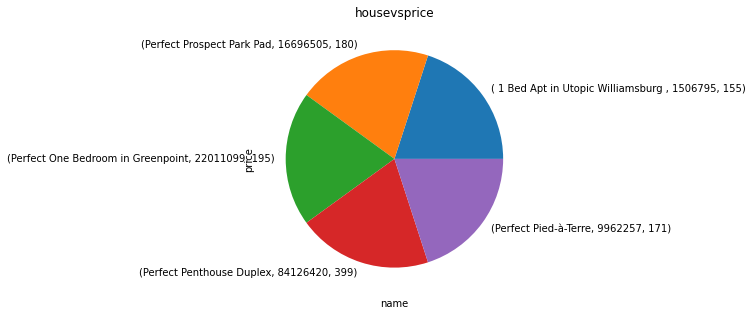 housevsprice
(Perfect Prospect Park Pad, 16696505, 180)
( 1 Bed Apt in Utopic Williamsburg , 1506795, 155)
(Perfect One Bedroom in Greenpoint, 22011099, 195)
price
(Perfect Pied-à-Terre, 9962257, 171)
(Perfect Penthouse Duplex, 84126420, 399)
name